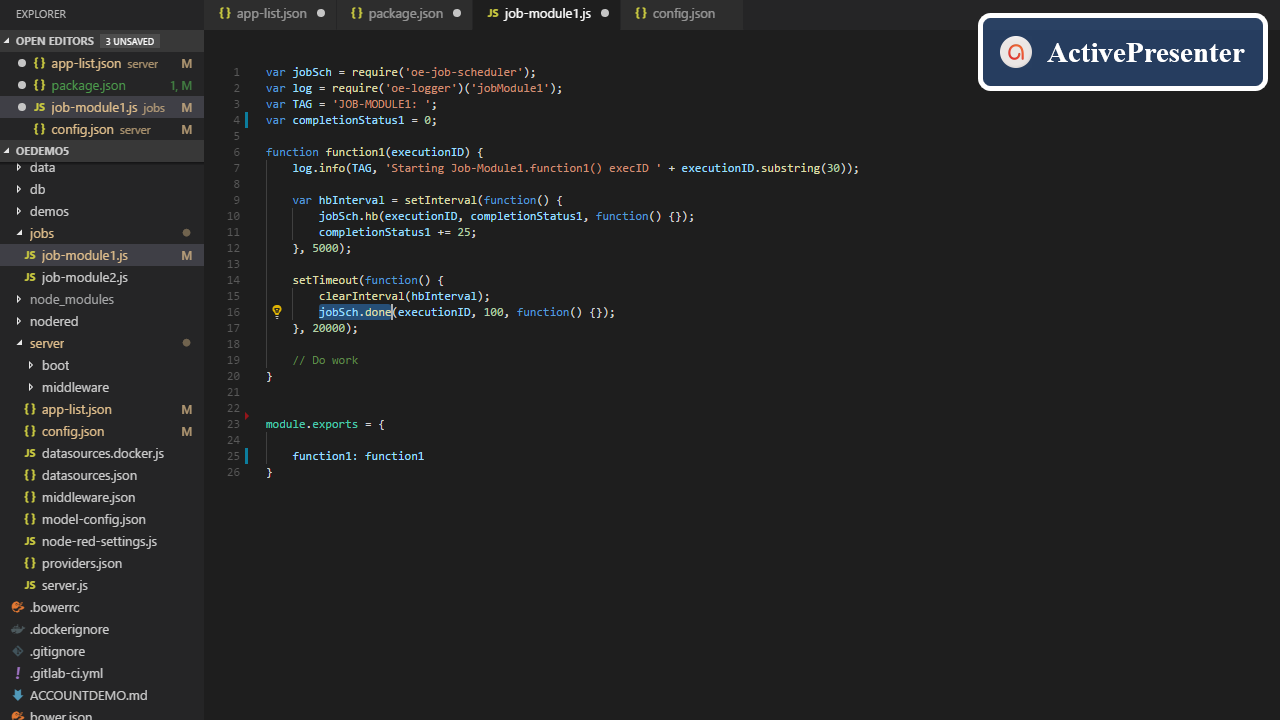 EXPLORER
OPEN EDITORS 3 UNSAVED
app-list.json server M
package.json 1, M
JS job-module1.js jobs M
config.json server M
OEDEMO5
data
db
demos
jobs
JS job-module1.js M
JS job-module2.js
node_modules
nodered
server
boot
middleware
{} app-list.json M
{} config.json M
JS datasources.docker.js
{} datasources.json
{} middleware.json
{} model-config.json
JS node-red-settings.js
{} providers.json
JS server.js
.bowerrc
.dockerignore
.gitignore
! .gitlab-ci.yml
ACCOUNTDEMO.md
bower.json
{} app-list.json {} package.json JS job-module1.js {} config.json
ActivePresenter
1 var jobSch = require('oe-job-scheduler');
2 var log = require('oe-logger')('jobModule1');
3 var TAG = 'JOB-MODULE1: ';
4 var completionStatus1 = 0;
5
6 function function1(executionID) {
7 log.info(TAG, 'Starting Job-Module1.function1() execID ' + executionID.substring(30));
8
9 var hbInterval = setInterval(function() {
10 jobSch.hb(executionID, completionStatus1, function() {});
11 completionStatus1 += 25;
12 }, 5000);
13
14 setTimeout(function() {
15 clearInterval(hbInterval);
16 jobSch.done(executionID, 100, function() {});
17 }, 20000);
18
19 // Do work
20 }
21
22
23 module.exports = {
24
25 function1: function1
26 }